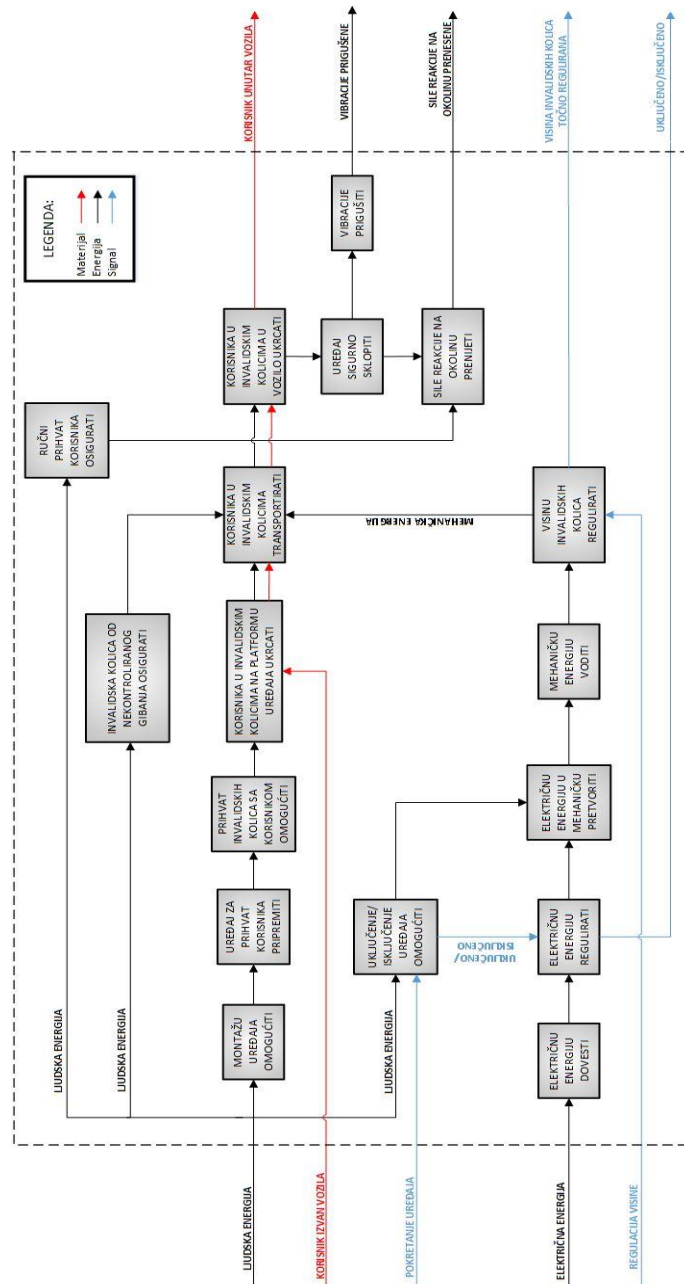 LEGENDA:
Materijal
Energija
Signal
LJUDSKA ENERGIJA
RUČNI
PRIHVAT
KORISNIKA
OSIGURATI
LJUDSKA ENERGIJA
INVALIDSKA KOLICA OD
NEKONTROLIRANOG
GIBANJA OSIGURATI
LJUDSKA ENERGIJA
MONTAŽU
UREĐAJA
OMOGUĆITI
UREĐAJ ZA
PRIHVAT
KORISNIKA
PRIPREMITI
PRIHVAT
INVALIDSKIH
KOLICA SA
KORISNIKOM
OMOGUĆITI
KORISNIKA U INVALIDSKIM
KOLICIMA NA PLATFORMU
UREĐAJA UKRCATI
KORISNIKA U
INVALIDSKIM
KOLICIMA
TRANSPORTIRATI
KORISNIKA U
INVALIDSKIM
KOLICIMA U
VOZILO UKRCATI
KORISNIK UNUTAR VOZILA
KORISNIK IZVAN VOZILA
UREĐAJ
SIGURNO
SKLOPITI
VIBRACIJE
PRIGUŠITI
VIBRACIJE PRIGUŠENE
LJUDSKA ENERGIJA
POKRETANJE UREĐAJA
UKLJUČENJE/
ISKLJUČENJE
UREĐAJA
OMOGUĆITI
UKLJUČENO/
ISKLJUČENO
MEHANIČKA ENERGIJA
SILE REAKCIJE NA
OKOLINU
PRENIJETI
SILE REAKCIJE NA
OKOLINU PRENESENE
ELEKTRIČNA ENERGIJA
ELEKTRIČNU
ENERGIJU
DOVESTI
ELEKTRIČNU
ENERGIJU
REGULIRATI
ELEKTRIČNU
ENERGIJU U
MEHANIČKU
PRETVORITI
MEHANIČKU
ENERGIJU
VODITI
VISINU
INVALIDSKIH
KOLICA
REGULIRATI
VISINA INVALIDSKIH KOLICA
TOČNO REGULIRANA
REGULACIJA VISINE
UKLJUČENO/ISKLJUČENO